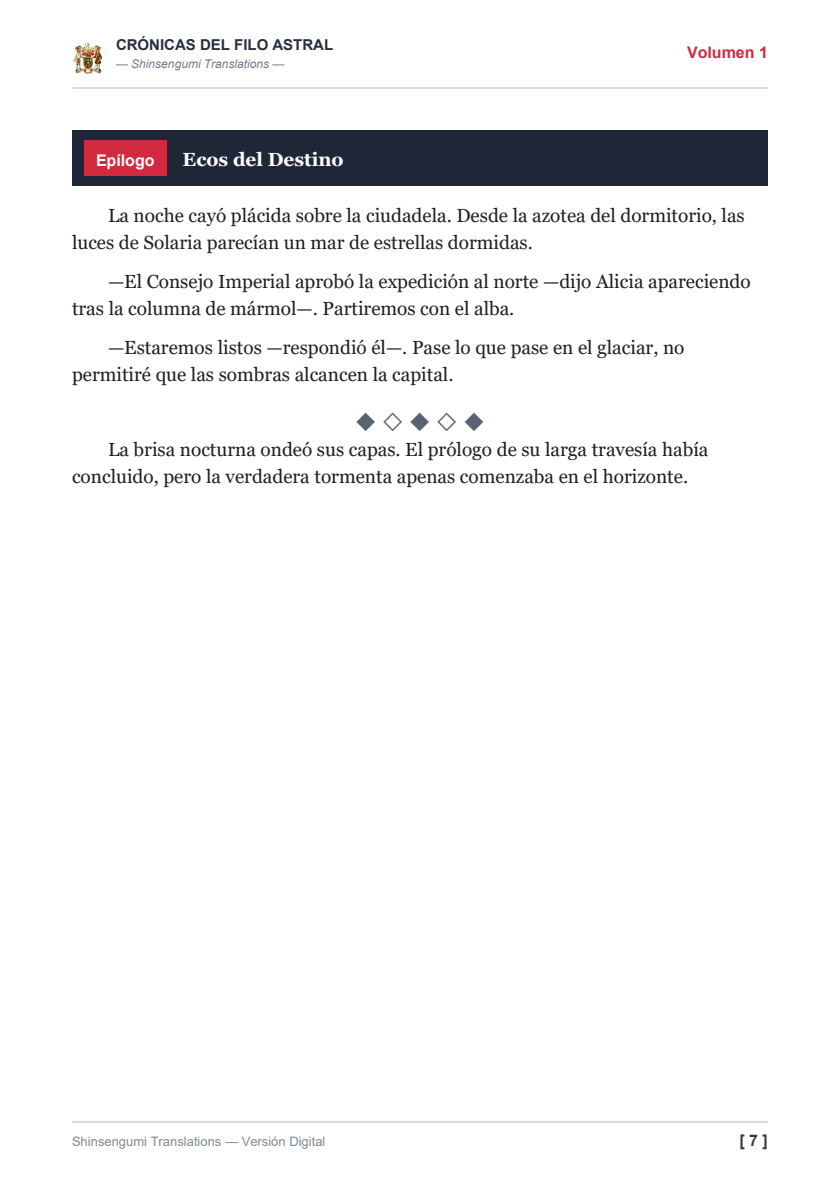 CRÓNICAS DEL FILO ASTRAL
— Shinsengumi Translations —
Volumen 1
Epílogo Ecos del Destino
La noche cayó plácida sobre la ciudadela. Desde la azotea del dormitorio, las
luces de Solaria parecían un mar de estrellas dormidas.
—El Consejo Imperial aprobó la expedición al norte —dijo Alicia apareciendo
tras la columna de mármol—. Partiremos con el alba.
—Estaremos listos —respondió él—. Pase lo que pase en el glaciar, no
permitiré que las sombras alcancen la capital.
◆ ◇ ◆ ◇ ◆
La brisa nocturna ondeó sus capas. El prólogo de su larga travesía había
concluido, pero la verdadera tormenta apenas comenzaba en el horizonte.
Shinsengumi Translations — Versión Digital
[ 7 ]